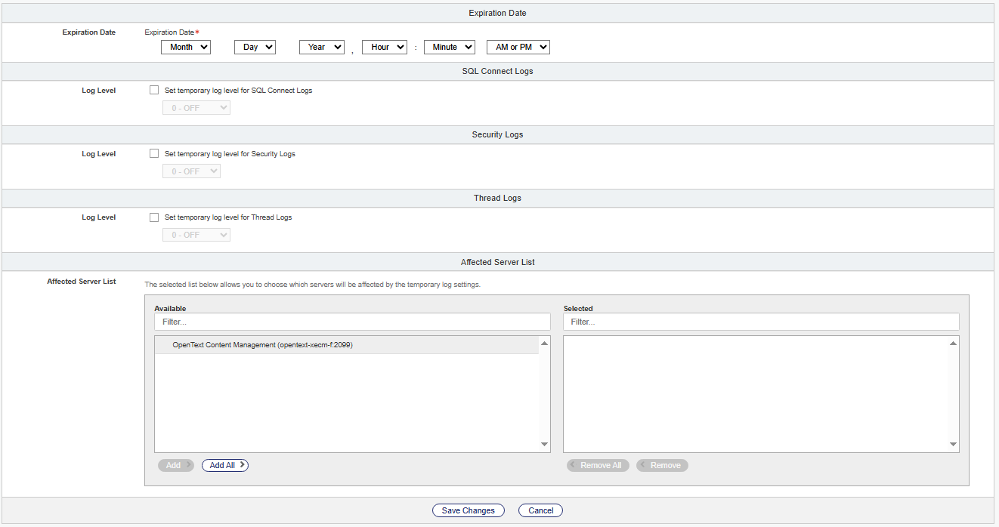 Expiration Date
Expiration Date Expiration Date*
Month Day Year , Hour : Minute AM or PM
SQL Connect Logs
Log Level Set temporary log level for SQL Connect Logs
0 - OFF
Security Logs
Log Level Set temporary log level for Security Logs
0 - OFF
Thread Logs
Log Level Set temporary log level for Thread Logs
0 - OFF
Affected Server List
Affected Server List The selected list below allows you to choose which servers will be affected by the temporary log settings.
Available Selected
Filter... Filter...
OpenText Content Management (opentext-xecm-f:2099)
Add Add All Remove All Remove
Save Changes Cancel